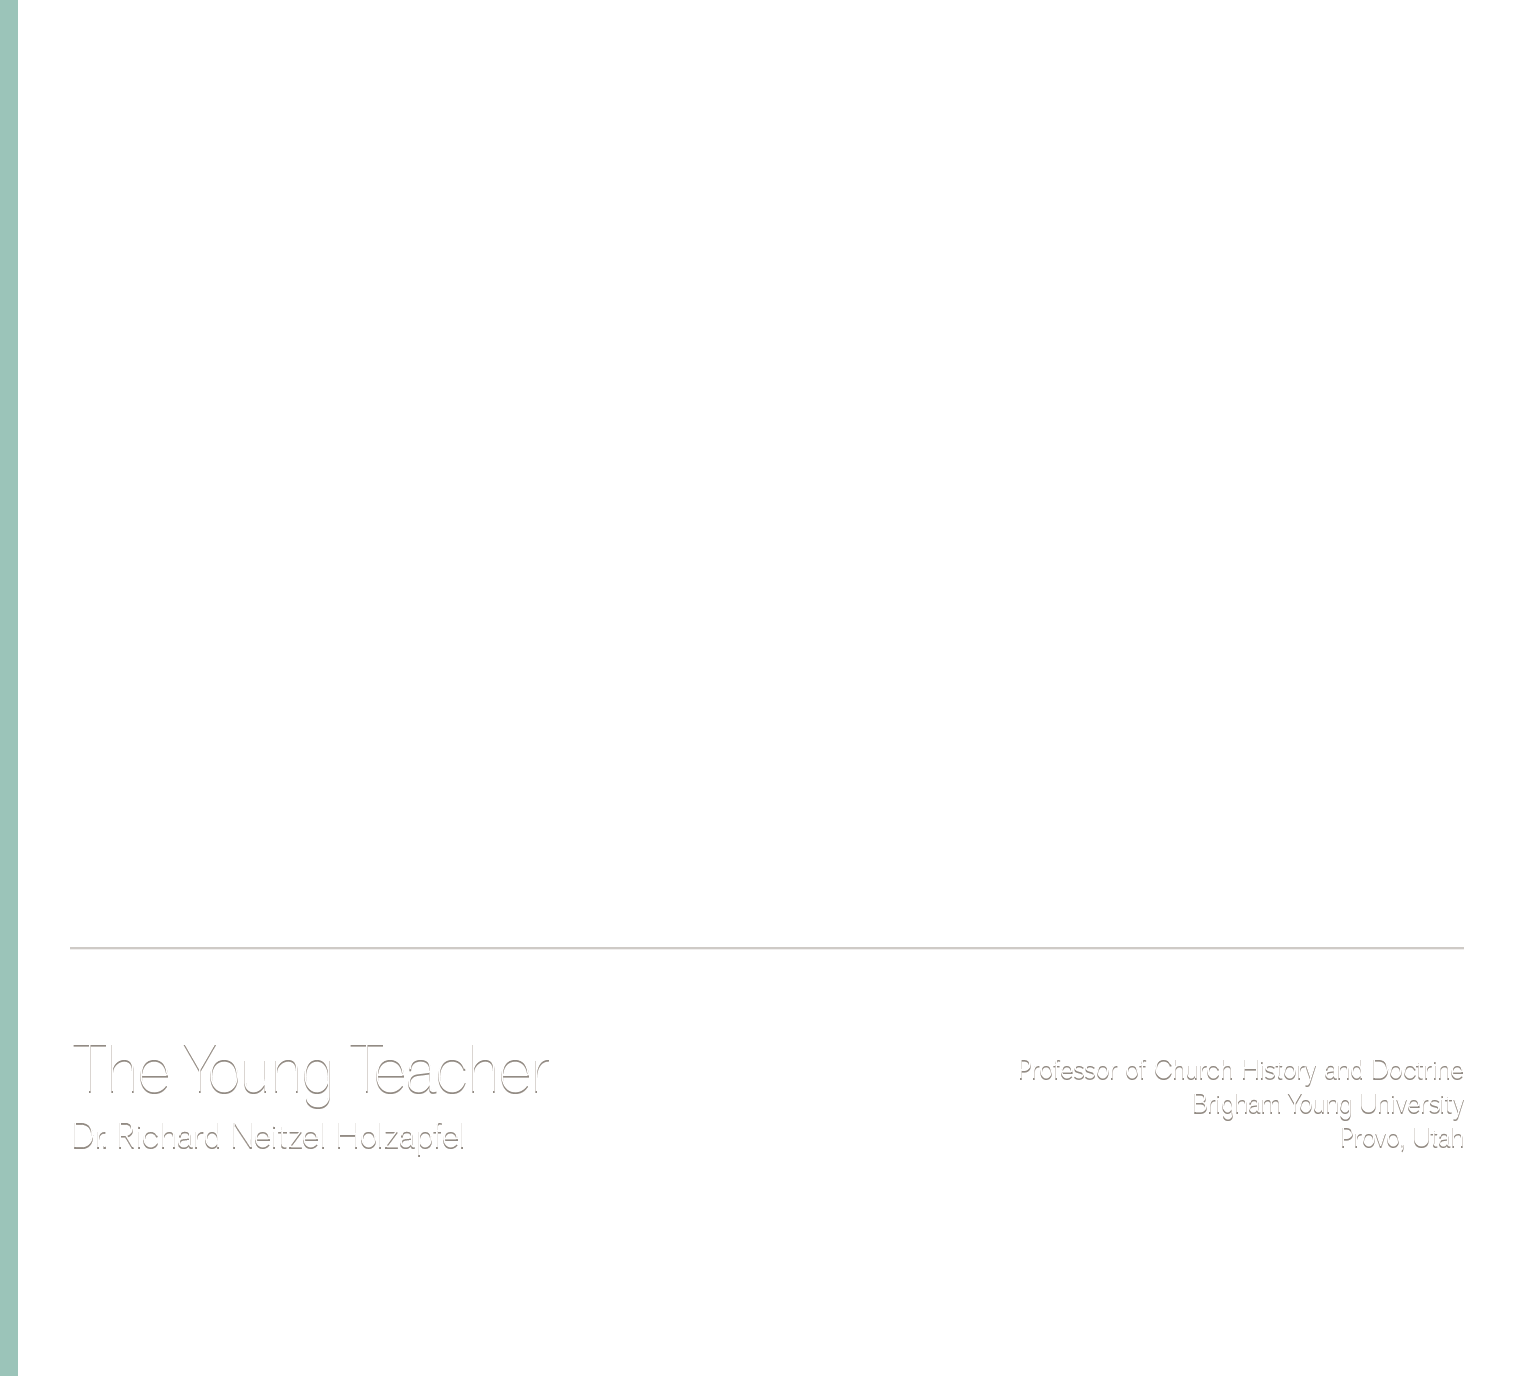 The Young Teacher
Dr. Richard Neitzel Holzapfel
Professor of Church History and Doctrine
Brigham Young University
Provo, Utah